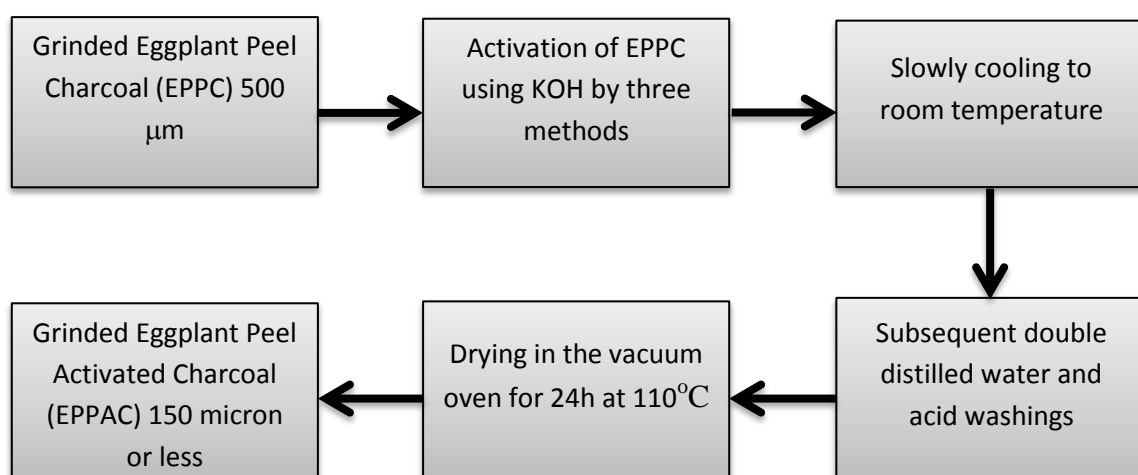 Grinded Eggplant Peel
Charcoal (EPPC) 500
μm
Activation of EPPC
using KOH by three
methods
Slowly cooling to
room temperature
Subsequent double
distilled water and
acid washings
Drying in the vacuum
oven for 24h at 110°C
Grinded Eggplant Peel
Activated Charcoal
(EPPAC) 150 micron
or less